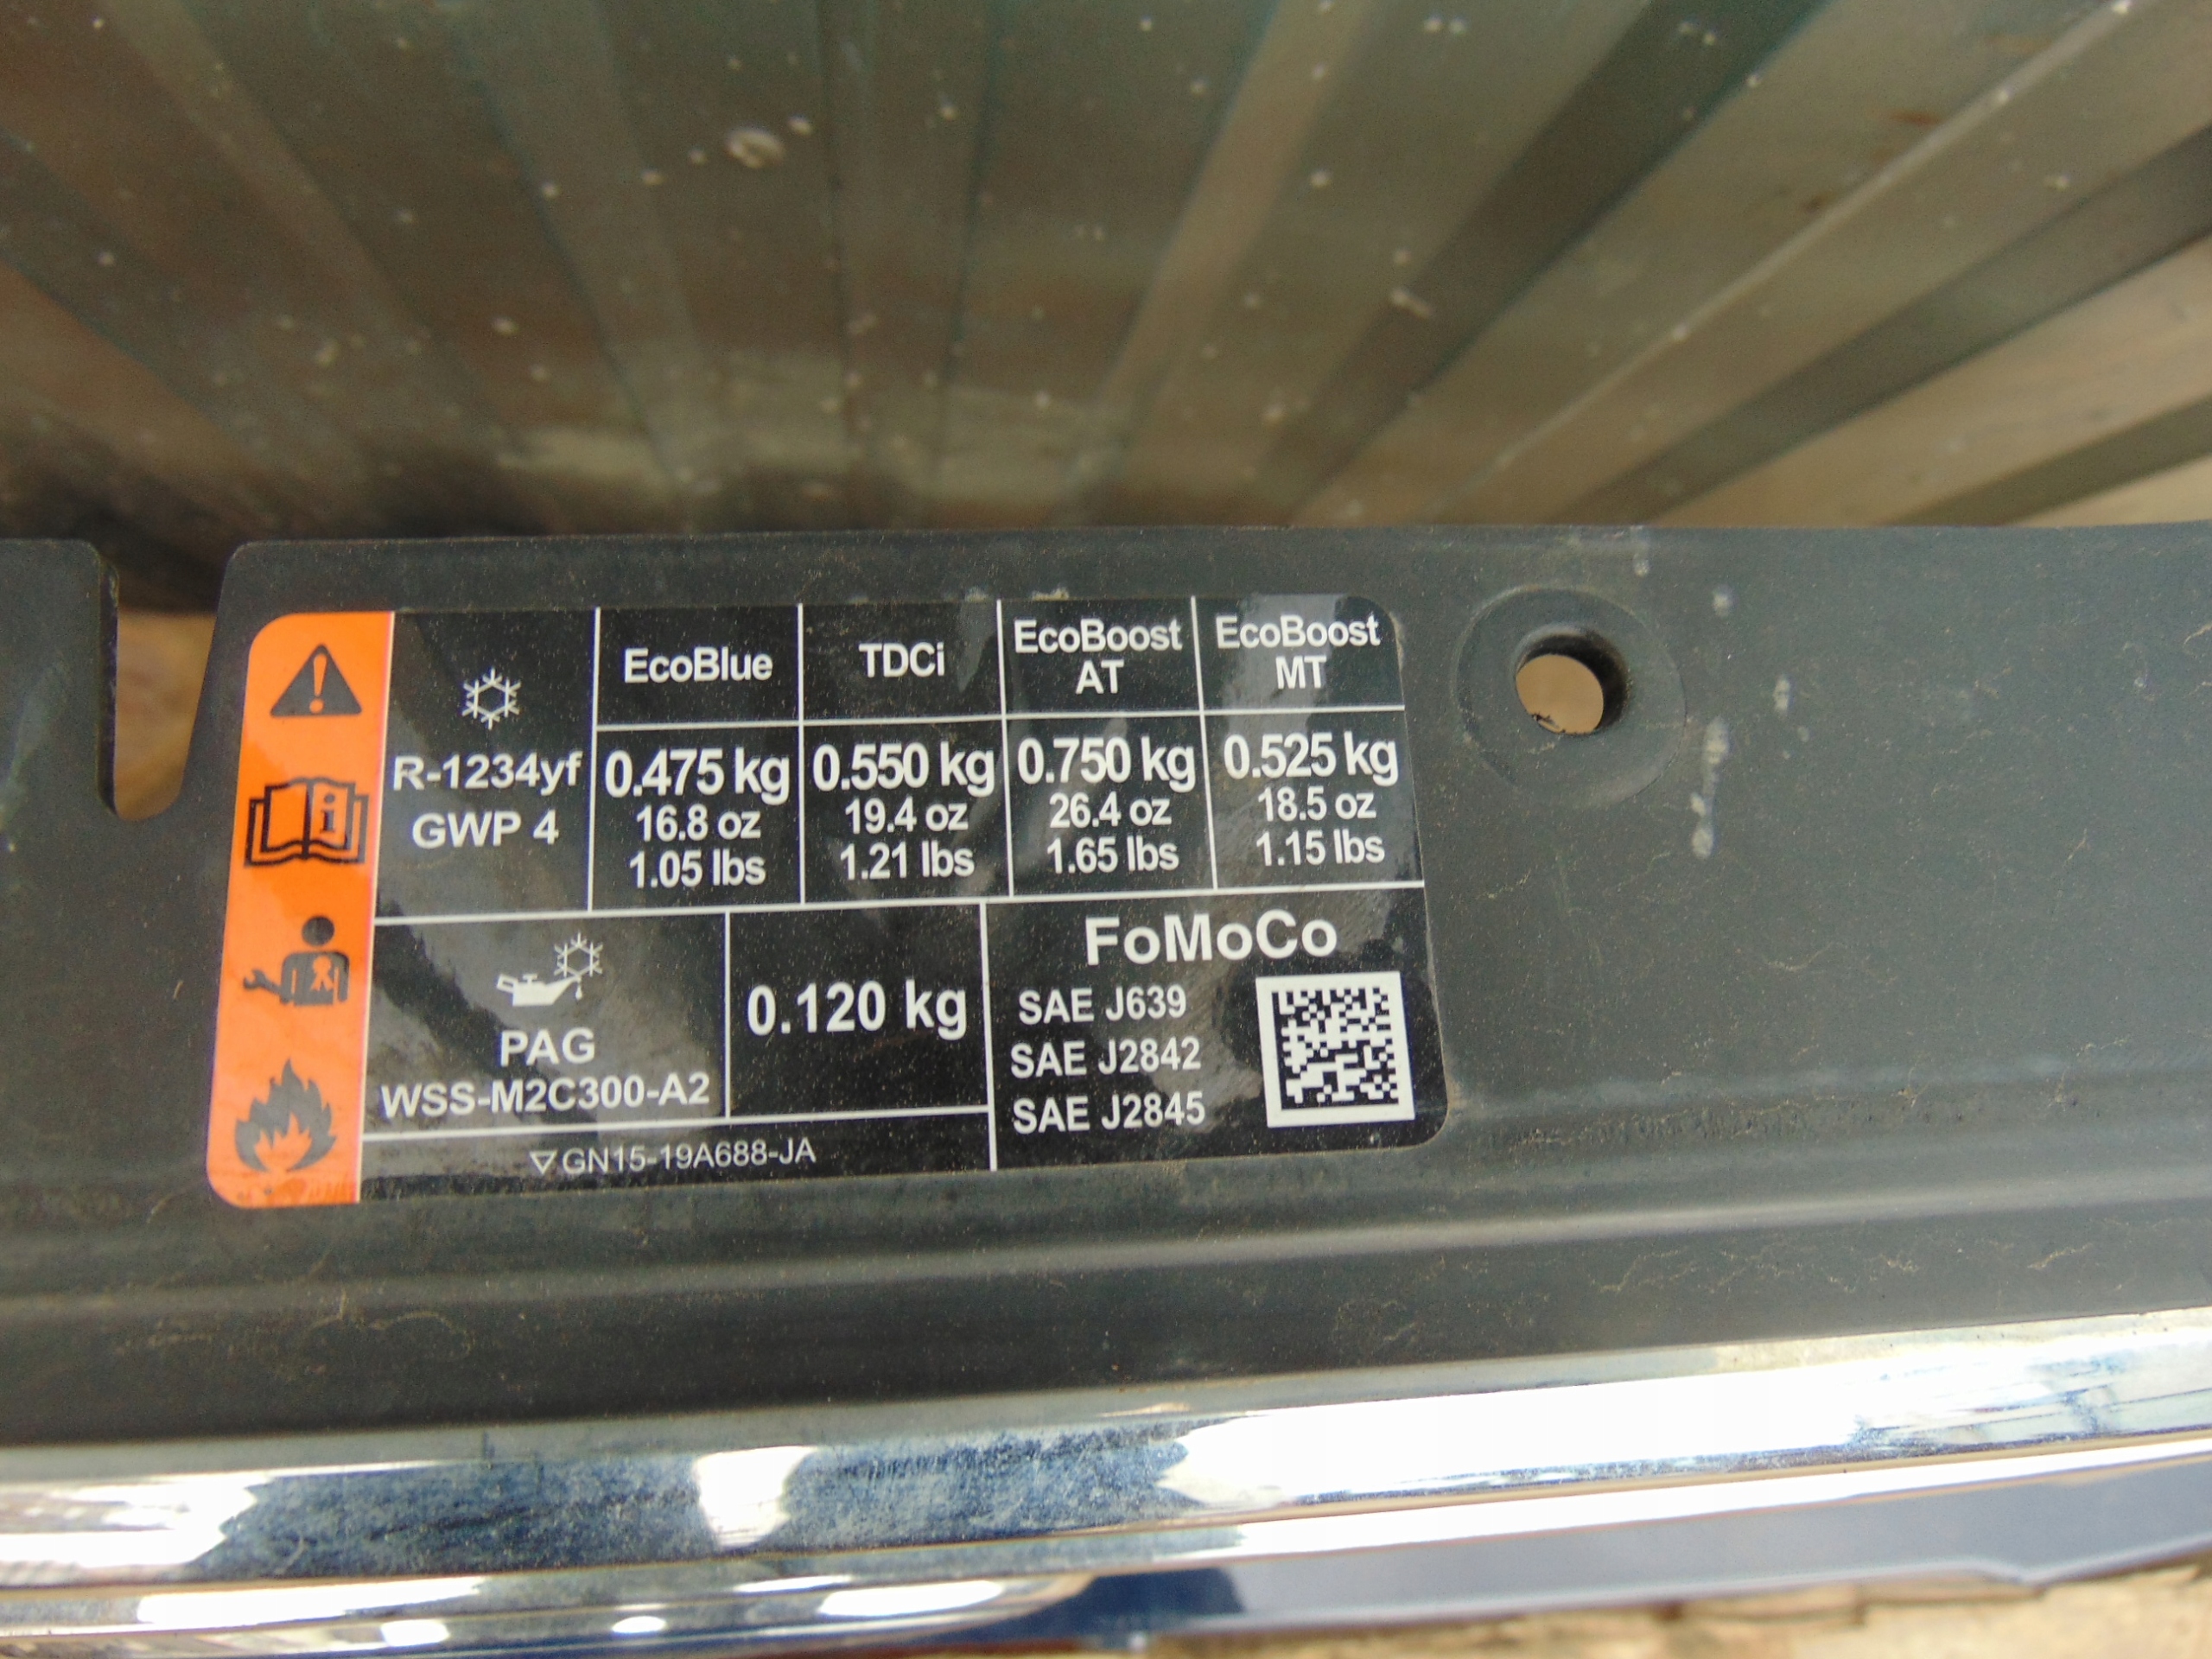 R-1234yf
GWP 4
EcoBlue
0.475 kg
16.8 oz
1.05 lbs
TDCi
0.550 kg
19.4 oz
1.21 lbs
EcoBoost
AT
0.750 kg
26.4 oz
1.65 lbs
EcoBoost
MT
0.525 kg
18.5 oz
1.15 lbs
PAG
WSS-M2C300-A2
0.120 kg
FoMoCo
SAE J639
SAE J2842
SAE J2845
GN15-19A688-JA